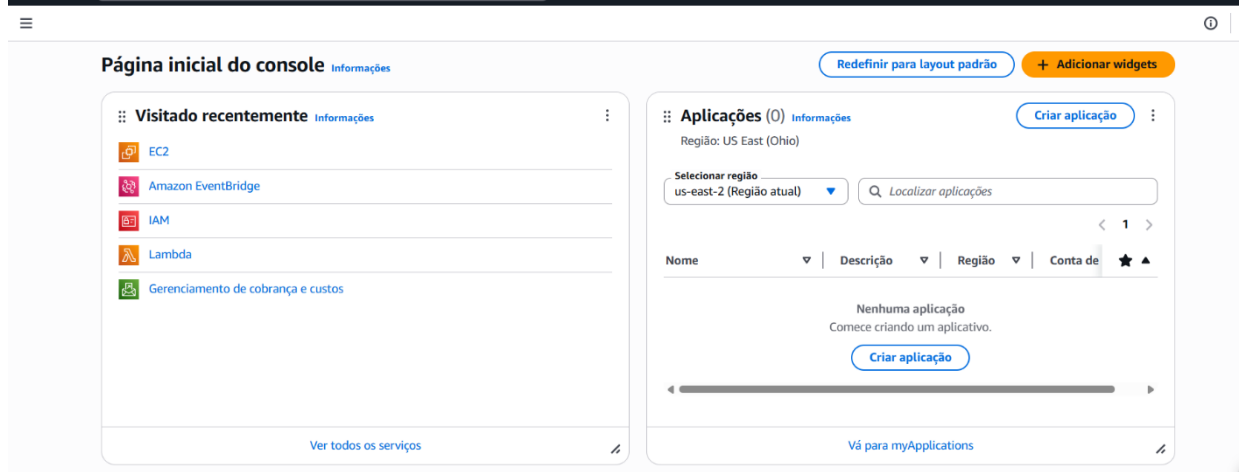 Página inicial do console Informações
Redefinir para layout padrão
+ Adicionar widgets
Visitado recentemente Informações
EC2
Amazon EventBridge
IAM
Lambda
Gerenciamento de cobrança e custos
Ver todos os serviços
Aplicações (0) Informações
Criar aplicação
Região: US East (Ohio)
Selecionar região
us-east-2 (Região atual)
Localizar aplicações
1
Nome Descrição Região Conta de
Nenhuma aplicação
Comece criando um aplicativo.
Criar aplicação
Vá para myApplications